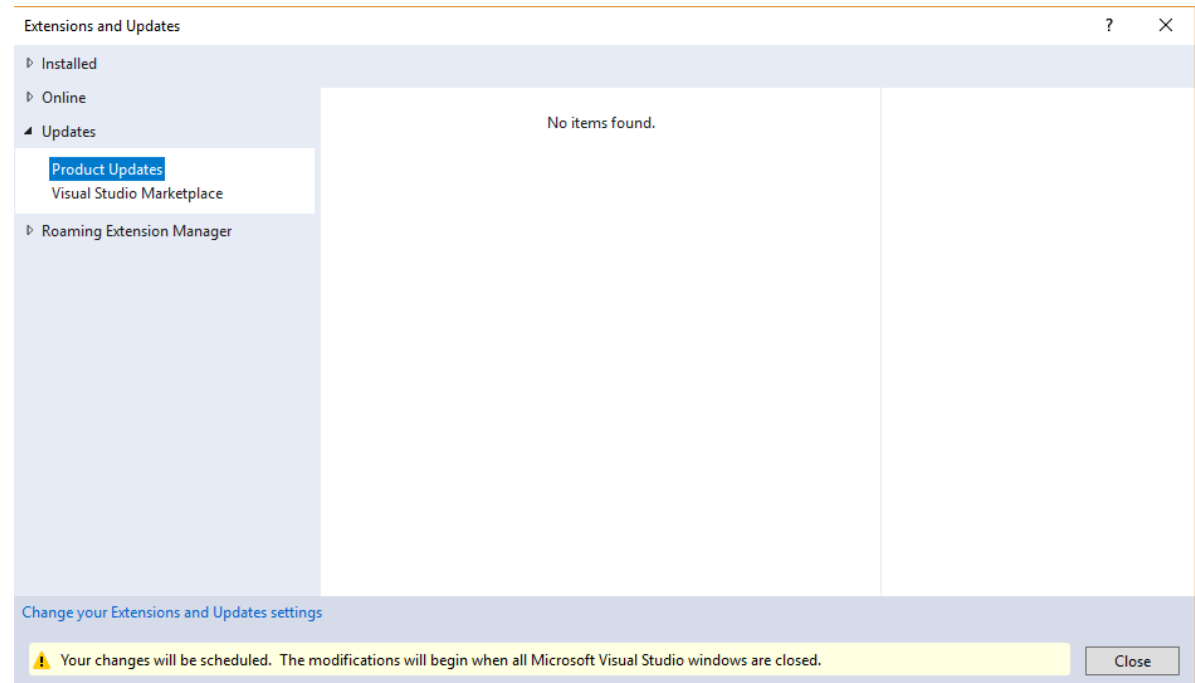 Extensions and Updates
?
Installed
Online
Updates
Product Updates
Visual Studio Marketplace
Roaming Extension Manager
No items found.
Change your Extensions and Updates settings
Your changes will be scheduled. The modifications will begin when all Microsoft Visual Studio windows are closed.
Close